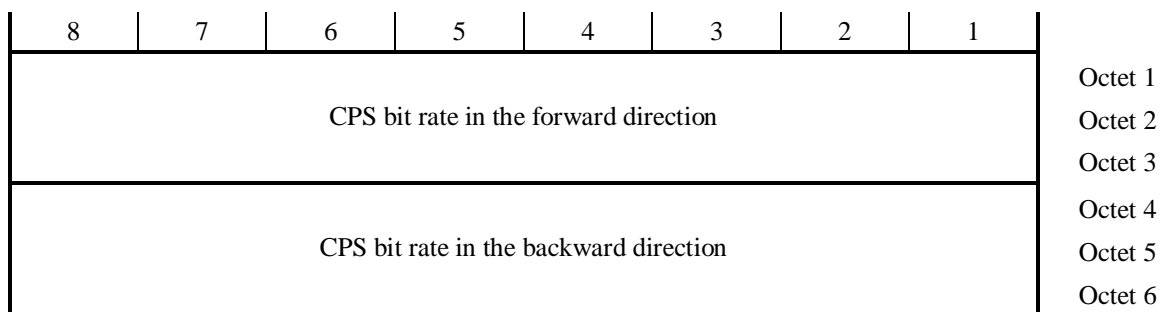 8 7 6 5 4 3 2 1
Octet 1
CPS bit rate in the forward direction Octet 2
Octet 3
Octet 4
CPS bit rate in the backward direction Octet 5
Octet 6